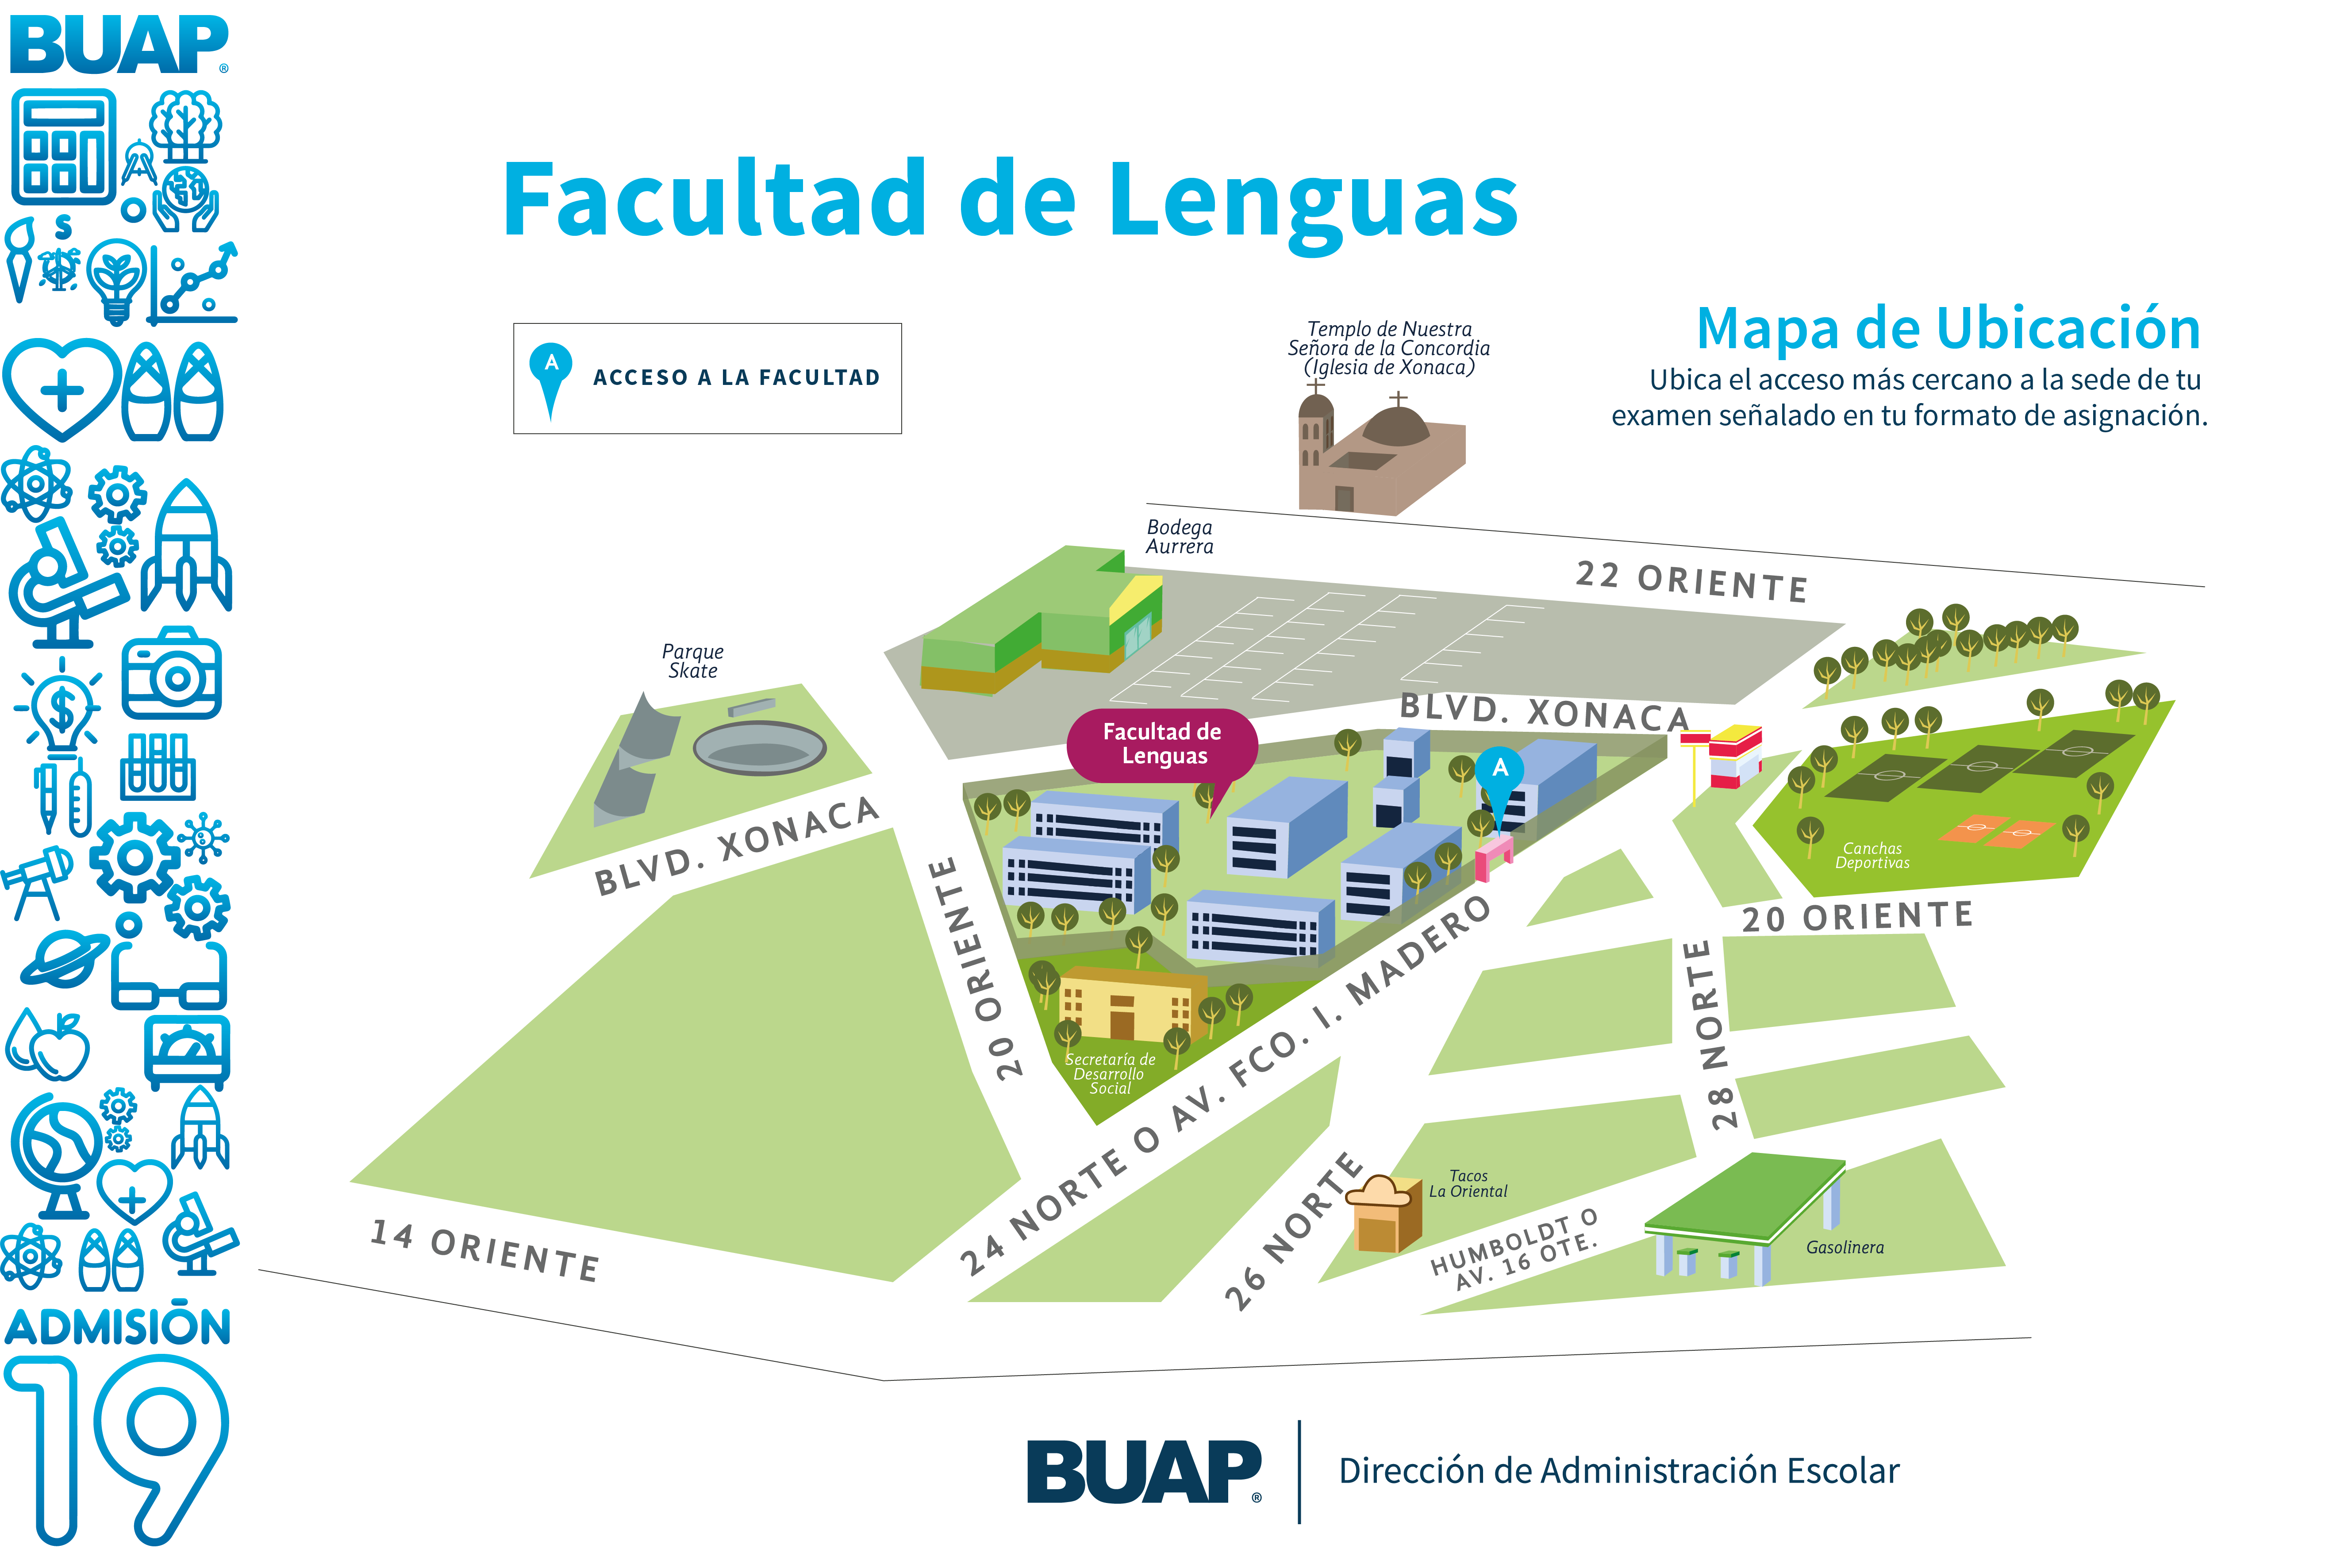 BUAP®
Facultad de Lenguas
A
ACCESO A LA FACULTAD
Mapa de Ubicación
Ubica el acceso más cercano a la sede de tu
examen señalado en tu formato de asignación.
Templo de Nuestra
Señora de la Concordia
(Iglesia de Xonaca)
Bodega
Aurrera
22 ORIENTE
Parque
Skate
BLVD. XONACA
Facultad de
Lenguas
A
BLVD. XONACA
20 ORIENTE
Canchas
Deportivas
20 ORIENTE
24 NORTE O AV. FCO. I. MADERO
28 NORTE
Secretaría de
Desarrollo
Social
26 NORTE
Tacos
La Oriental
HUMBOLDT O
AV. 16 OTE.
Gasolinera
14 ORIENTE
S
$
ADMISIÓN
19
BUAP®
Dirección de Administración Escolar